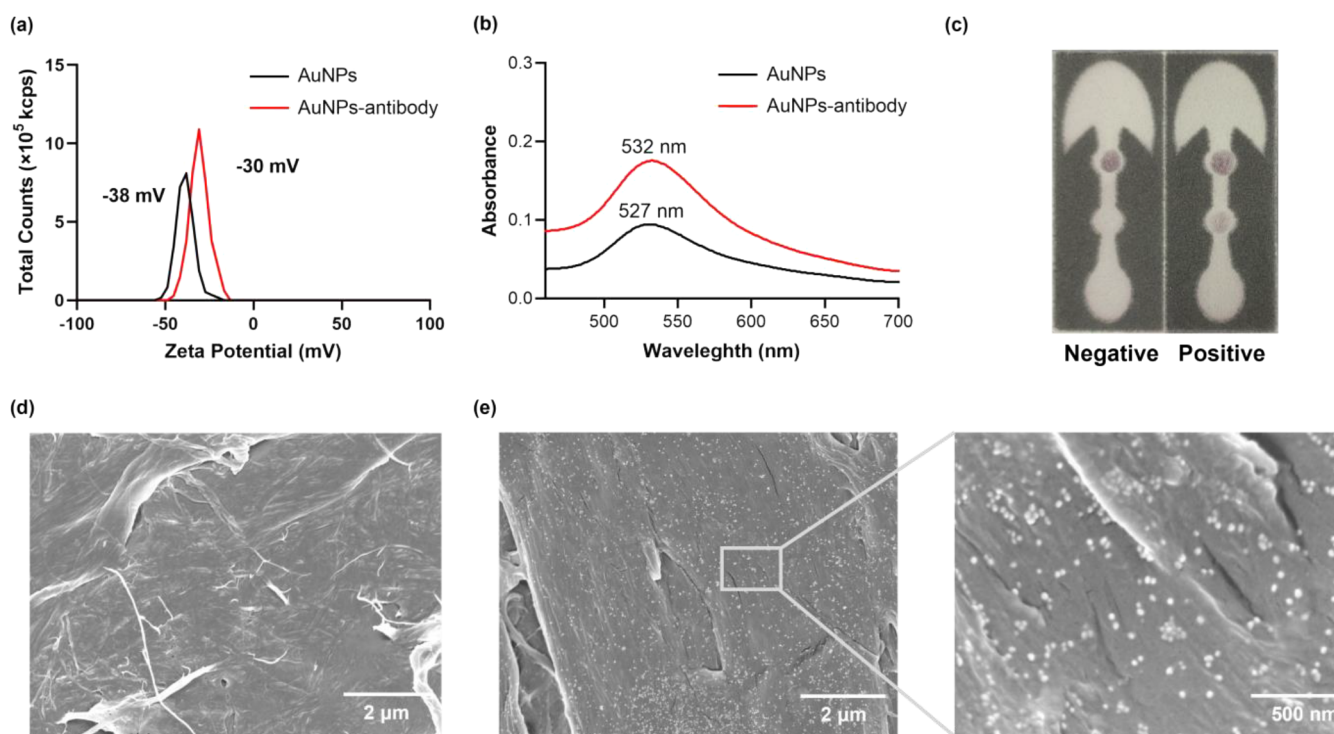 (a)
15
10
5
0
Total Counts (×10⁵ kcps)
AuNPs
AuNPs-antibody
-38 mV
-30 mV
-100
-50
0
50
100
Zeta Potential (mV)
(b)
0.3
0.2
0.1
0.0
Absorbance
AuNPs
AuNPs-antibody
532 nm
527 nm
500
550
600
650
700
Waveleghth (nm)
(c)
Negative
Positive
(d)
2 µm
(e)
2 µm
500 nm